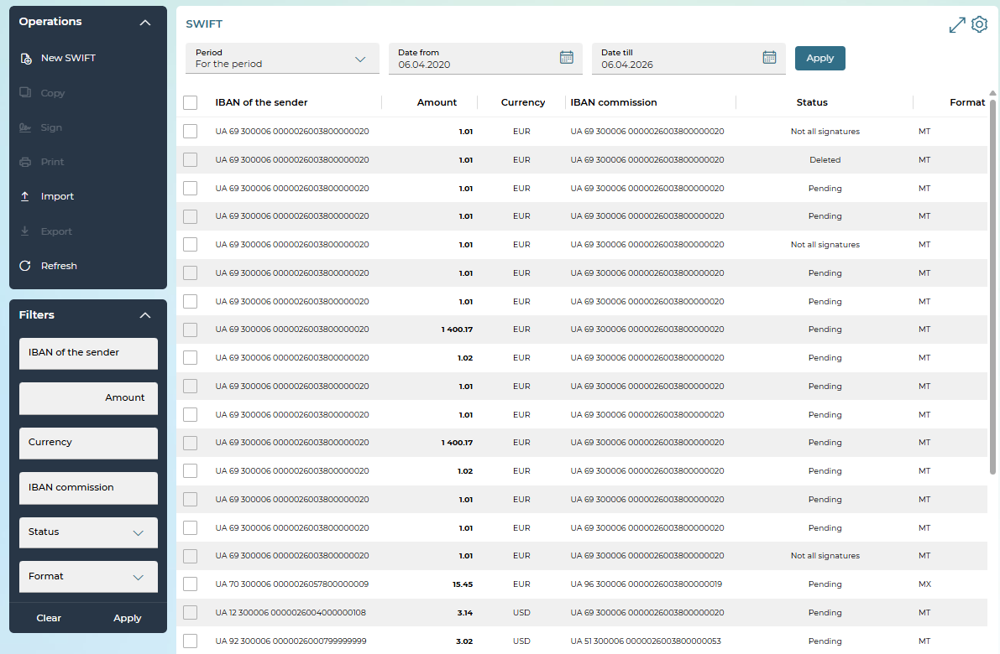 Operations
New SWIFT
Copy
Sign
Print
Import
Export
Refresh
Filters
IBAN of the sender
Amount
Currency
IBAN commission
Status
Format
Clear Apply
SWIFT
Period
For the period
Date from
06.04.2020
Date till
06.04.2026
Apply
IBAN of the sender Amount Currency IBAN commission Status Format
UA 69 300006 0000026003800000020 1.01 EUR UA 69 300006 0000026003800000020 Not all signatures MT
UA 69 300006 0000026003800000020 1.01 EUR UA 69 300006 0000026003800000020 Deleted MT
UA 69 300006 0000026003800000020 1.01 EUR UA 69 300006 0000026003800000020 Pending MT
UA 69 300006 0000026003800000020 1.01 EUR UA 69 300006 0000026003800000020 Pending MT
UA 69 300006 0000026003800000020 1.01 EUR UA 69 300006 0000026003800000020 Not all signatures MT
UA 69 300006 0000026003800000020 1.01 EUR UA 69 300006 0000026003800000020 Pending MT
UA 69 300006 0000026003800000020 1.01 EUR UA 69 300006 0000026003800000020 Pending MT
UA 69 300006 0000026003800000020 1 400.17 EUR UA 69 300006 0000026003800000020 Pending MT
UA 69 300006 0000026003800000020 1.02 EUR UA 69 300006 0000026003800000020 Pending MT
UA 69 300006 0000026003800000020 1.01 EUR UA 69 300006 0000026003800000020 Pending MT
UA 69 300006 0000026003800000020 1.01 EUR UA 69 300006 0000026003800000020 Pending MT
UA 69 300006 0000026003800000020 1 400.17 EUR UA 69 300006 0000026003800000020 Pending MT
UA 69 300006 0000026003800000020 1.02 EUR UA 69 300006 0000026003800000020 Pending MT
UA 69 300006 0000026003800000020 1.01 EUR UA 69 300006 0000026003800000020 Pending MT
UA 69 300006 0000026003800000020 1.01 EUR UA 69 300006 0000026003800000020 Pending MT
UA 69 300006 0000026003800000020 1.01 EUR UA 69 300006 0000026003800000020 Not all signatures MT
UA 70 300006 0000026057800000009 15.45 EUR UA 96 300006 0000026003800000019 Pending MX
UA 12 300006 0000026004000000108 3.14 USD UA 69 300006 0000026003800000020 Pending MT
UA 92 300006 0000026000799999999 3.02 USD UA 51 300006 0000026003800000053 Pending MT